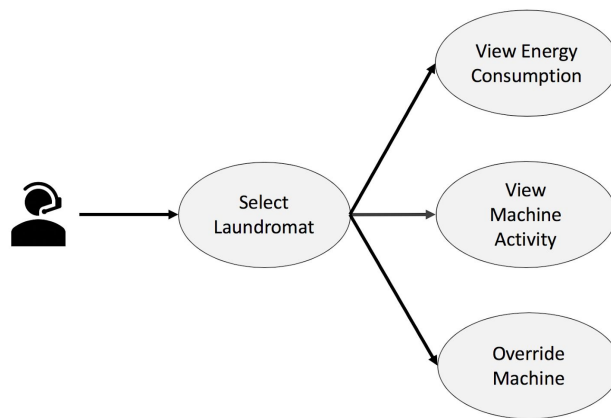 View Energy
Consumption
Select
Laundromat
View
Machine
Activity
Override
Machine